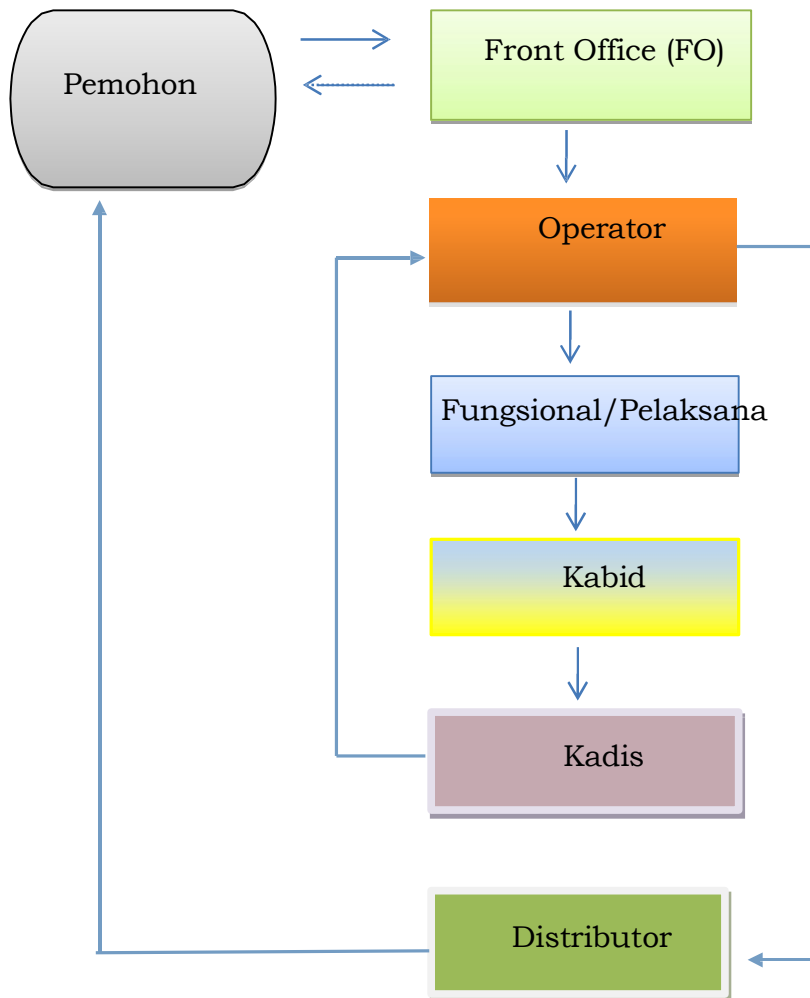 Pemohon
Front Office (FO)
Operator
Fungsional/Pelaksana
Kabid
Kadis
Distributor